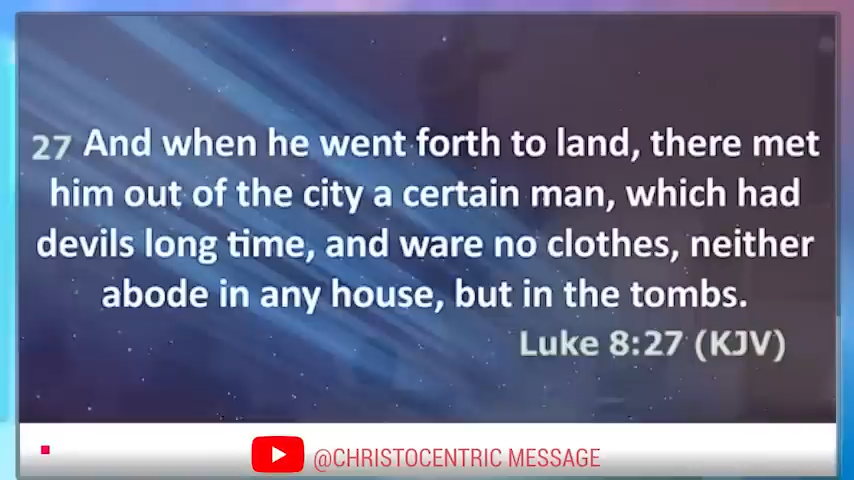 27 And when he went forth to land, there met
him out of the city a certain man, which had
devils long time, and ware no clothes, neither
abode in any house, but in the tombs.
Luke 8:27 (KJV)
@CHRISTOCENTRIC MESSAGE